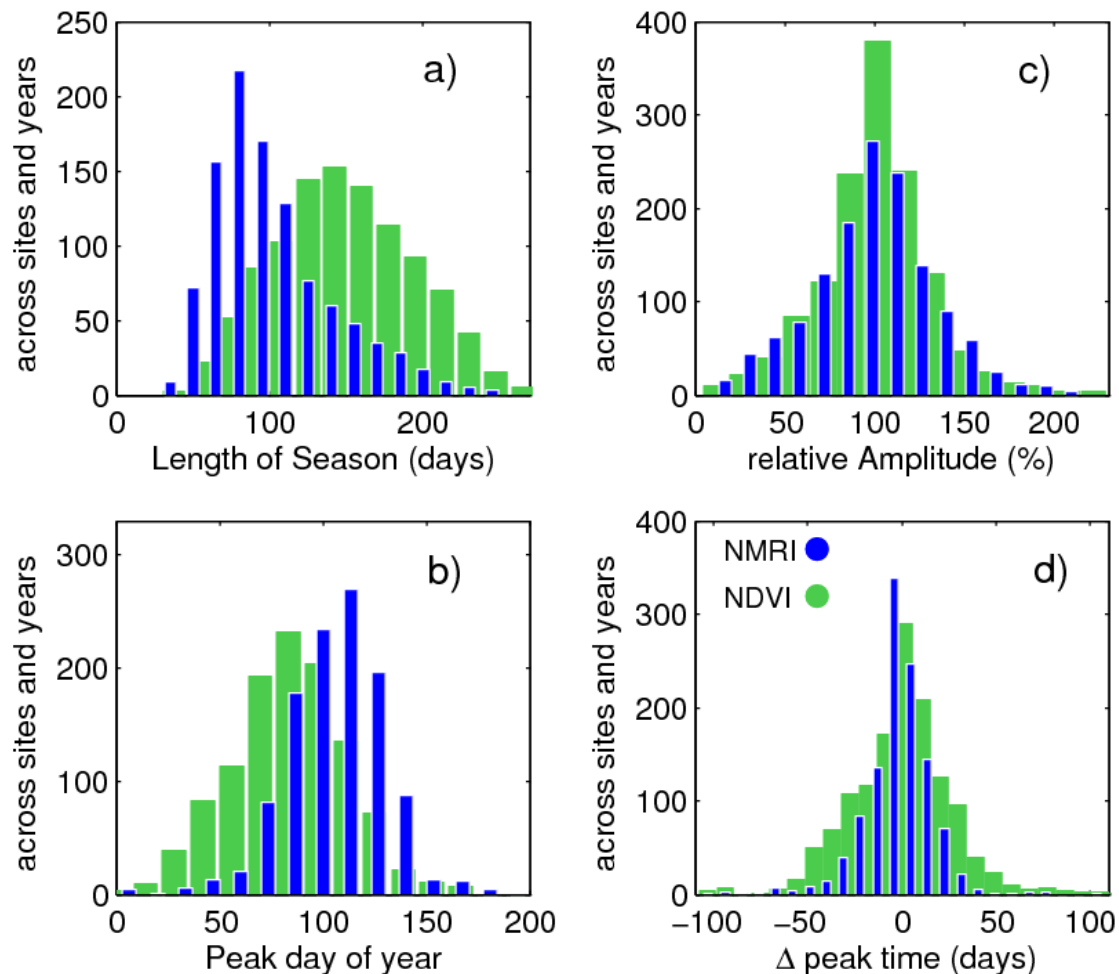 250
200
150
100
50
0
across sites and years
a)
0 100 200
Length of Season (days)
400
300
200
100
0
across sites and years
c)
0 50 100 150 200
relative Amplitude (%)
300
200
100
0
across sites and years
b)
0 50 100 150 200
Peak day of year
400
300
200
100
0
across sites and years
NMRI
NDVI
d)
-100 -50 0 50 100
Δ peak time (days)